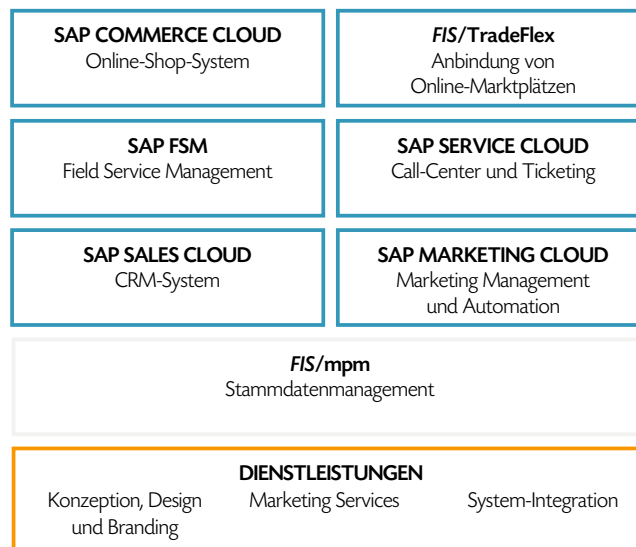 SAP COMMERCE CLOUD
Online-Shop-System
FIS/TradeFlex
Anbindung von
Online-Marktplätzen
SAP FSM
Field Service Management
SAP SERVICE CLOUD
Call-Center und Ticketing
SAP SALES CLOUD
CRM-System
SAP MARKETING CLOUD
Marketing Management
und Automation
FIS/mpm
Stammdatenmanagement
DIENSTLEISTUNGEN
Konzeption, Design
und Branding
Marketing Services
System-Integration